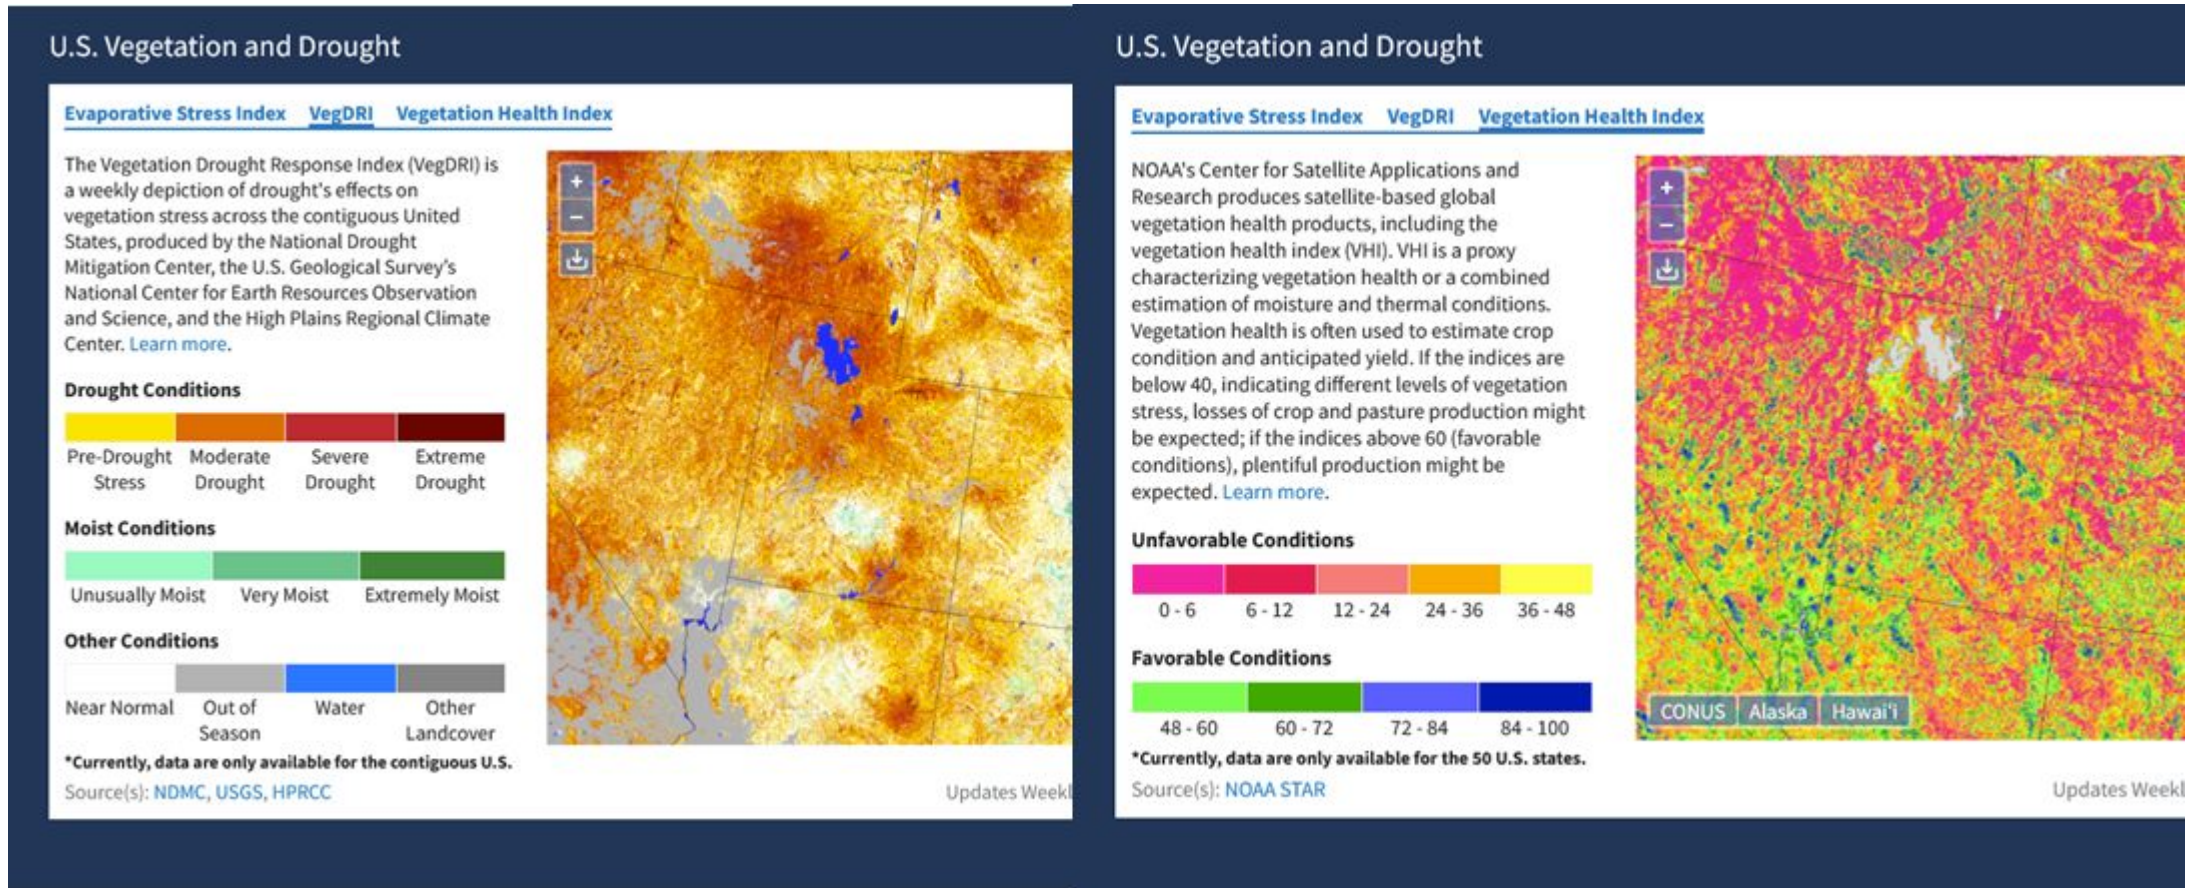 U.S. Vegetation and Drought
Evaporative Stress Index VegDRI Vegetation Health Index
The Vegetation Drought Response Index (VegDRI) is
a weekly depiction of drought's effects on
vegetation stress across the contiguous United
States, produced by the National Drought
Mitigation Center, the U.S. Geological Survey's
National Center for Earth Resources Observation
and Science, and the High Plains Regional Climate
Center. Learn more.
Drought Conditions
Pre-Drought Stress
Moderate Drought
Severe Drought
Extreme Drought
Moist Conditions
Unusually Moist Very Moist Extremely Moist
Other Conditions
Near Normal
Out of Season
Water
Other Landcover
*Currently, data are only available for the contiguous U.S.
Source(s): NDMC, USGS, HPRCC
Updates Weekl
+
−
U.S. Vegetation and Drought
Evaporative Stress Index VegDRI Vegetation Health Index
NOAA's Center for Satellite Applications and
Research produces satellite-based global
vegetation health products, including the
vegetation health index (VHI). VHI is a proxy
characterizing vegetation health or a combined
estimation of moisture and thermal conditions.
Vegetation health is often used to estimate crop
condition and anticipated yield. If the indices are
below 40, indicating different levels of vegetation
stress, losses of crop and pasture production might
be expected; if the indices above 60 (favorable
conditions), plentiful production might be
expected. Learn more.
Unfavorable Conditions
0 - 6 6 - 12 12 - 24 24 - 36 36 - 48
Favorable Conditions
48 - 60 60 - 72 72 - 84 84 - 100
*Currently, data are only available for the 50 U.S. states.
Source(s): NOAA STAR
Updates Weekl
+
−
CONUS Alaska Hawai'i